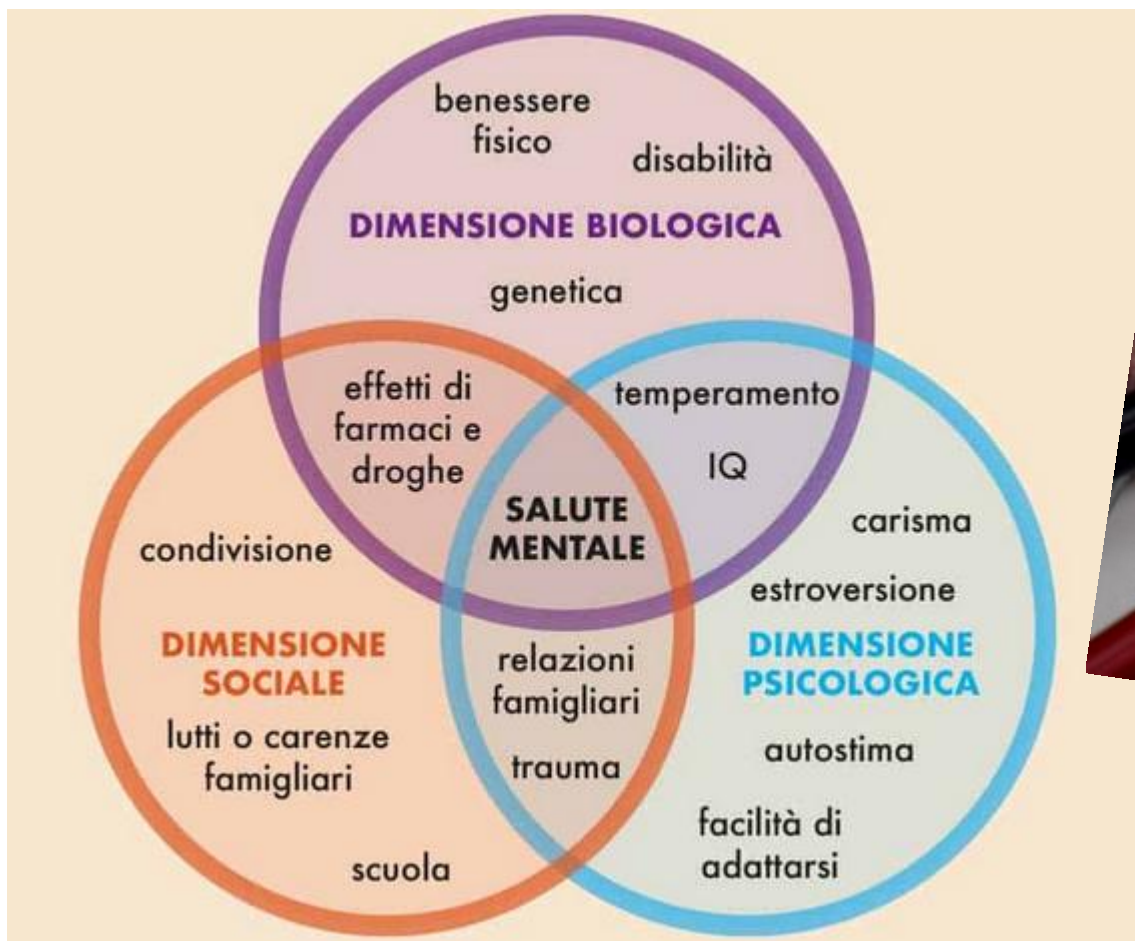 benessere
fisico
disabilità
DIMENSIONE BIOLOGICA
genetica
effetti di
farmaci e
droghe
temperamento
IQ
SALUTE
MENTALE
condivisione
DIMENSIONE
SOCIALE
lutti o carenze
famigliari
scuola
relazioni
famigliari
trauma
carisma
estroversione
DIMENSIONE
PSICOLOGICA
autostima
facilità di
adattarsi